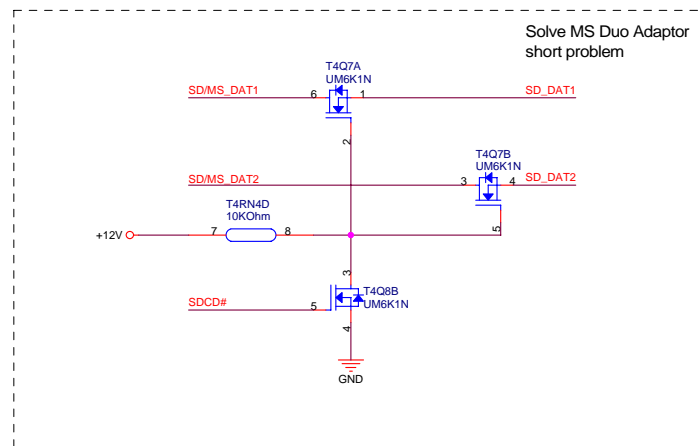 Solve MS Duo Adaptor
short problem
T4Q7A
UM6K1N
SD/MS_DAT1
6
1
SD_DAT1
2
T4Q7B
UM6K1N
SD/MS_DAT2
3
4
SD_DAT2
5
T4RN4D
10KOhm
+12V
7
8
3
T4Q8B
UM6K1N
SDCD#
5
4
GND